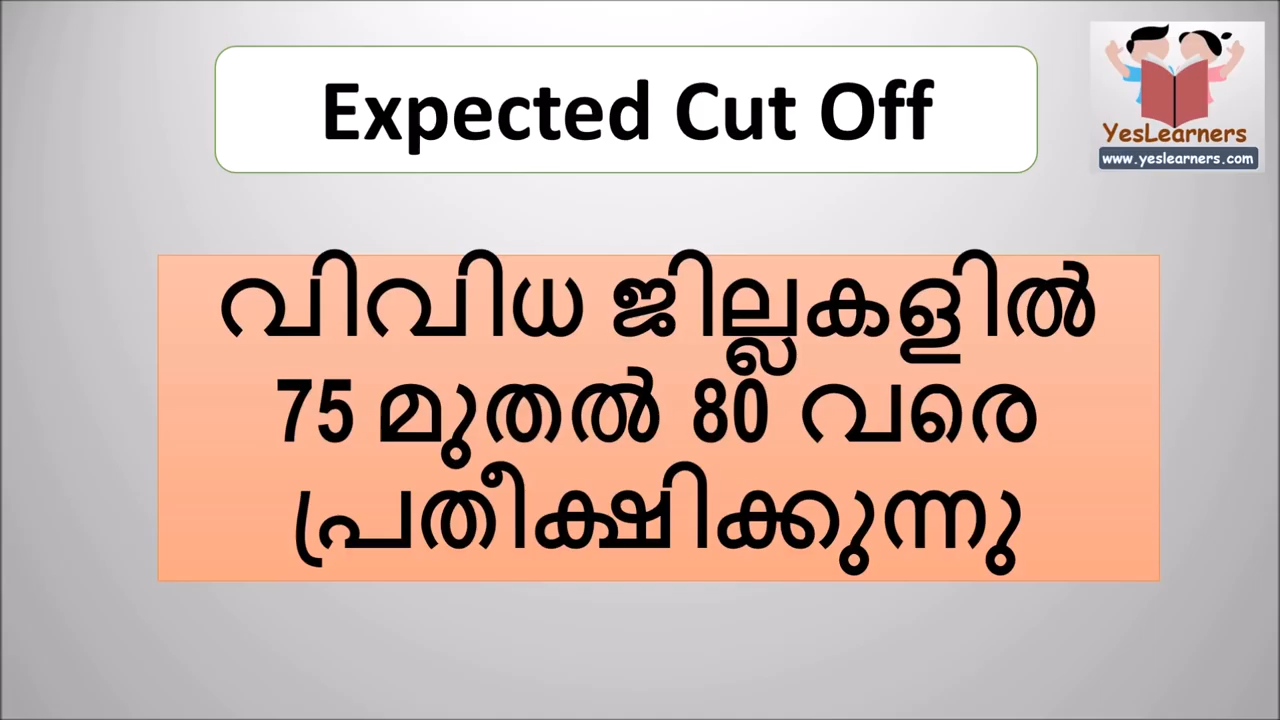 Expected Cut Off
YesLearners
www.yeslearners.com
വിവിധ ജില്ലകളിൽ
75 മുതൽ 80 വരെ
പ്രതീക്ഷിക്കുന്നു